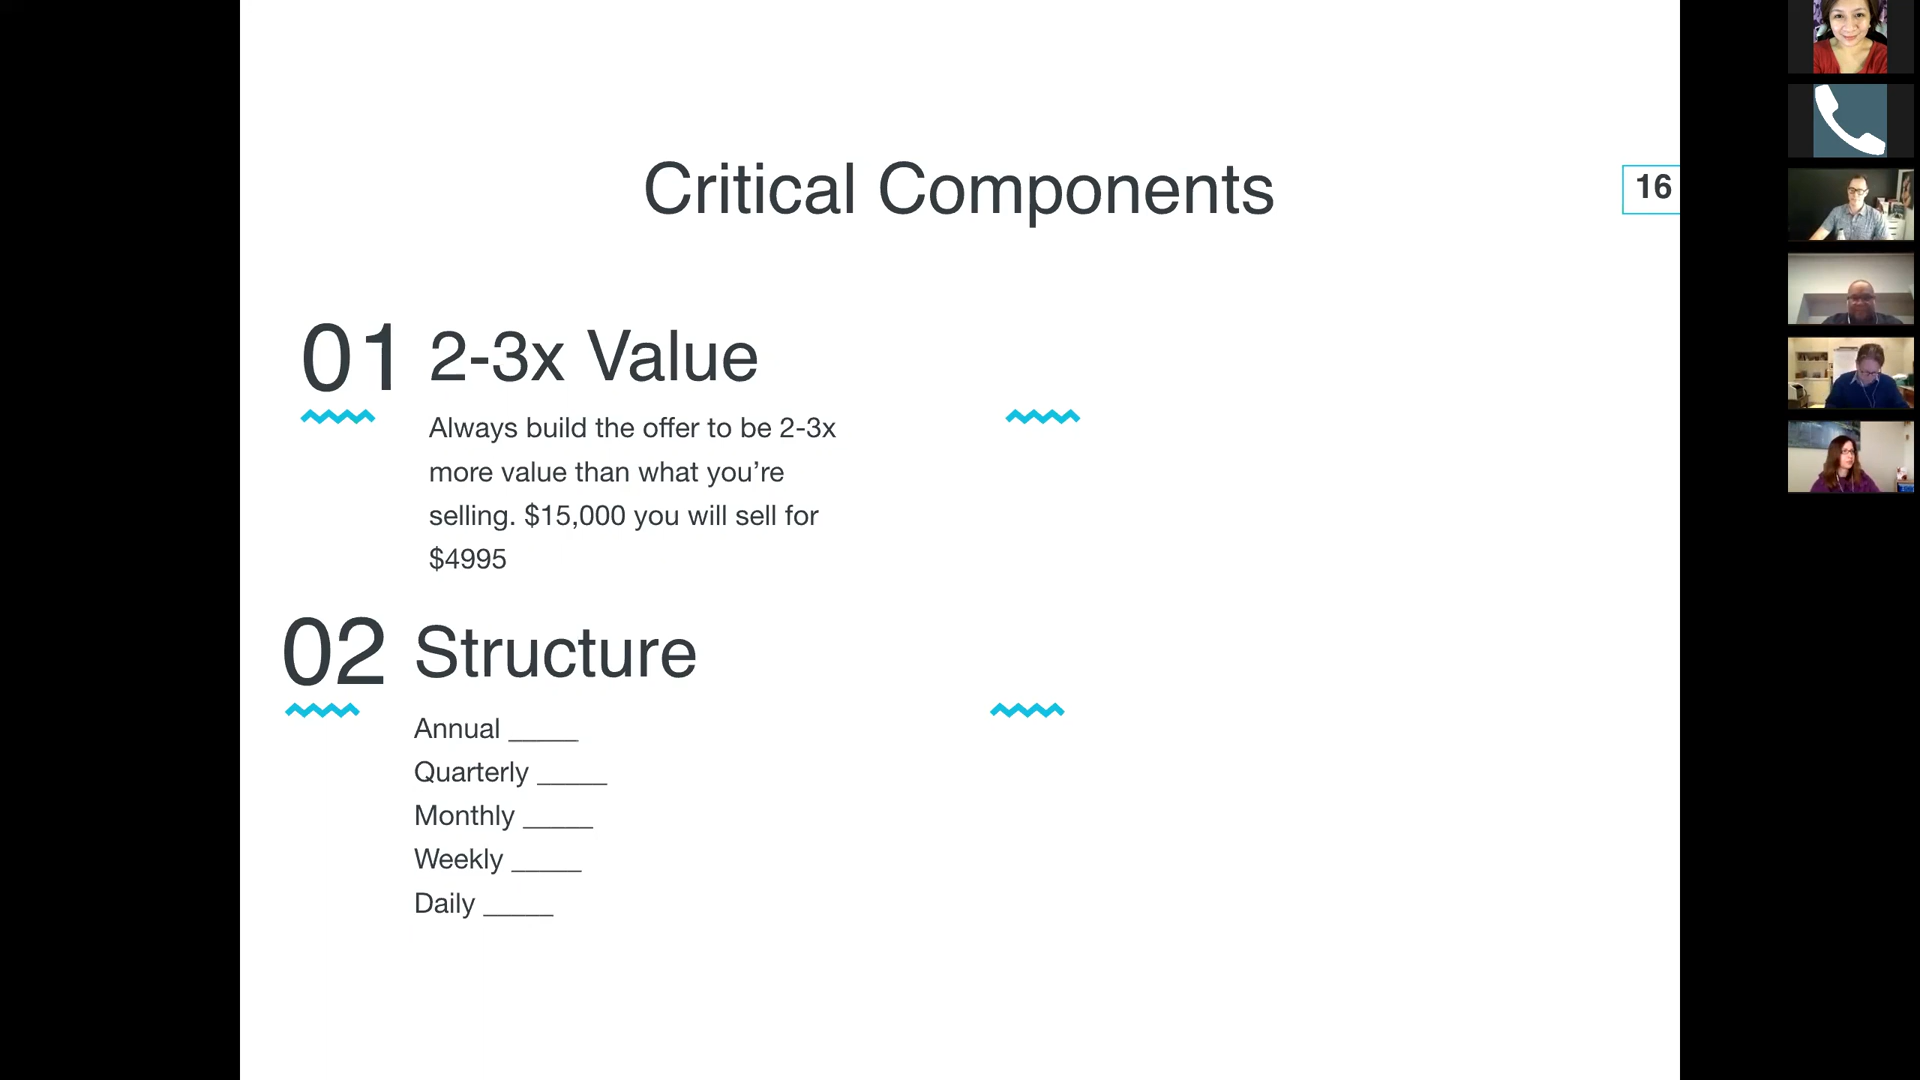 Critical Components
16
01 2-3x Value
Always build the offer to be 2-3x
more value than what you’re
selling. $15,000 you will sell for
$4995
02 Structure
Annual _____
Quarterly _____
Monthly _____
Weekly _____
Daily _____